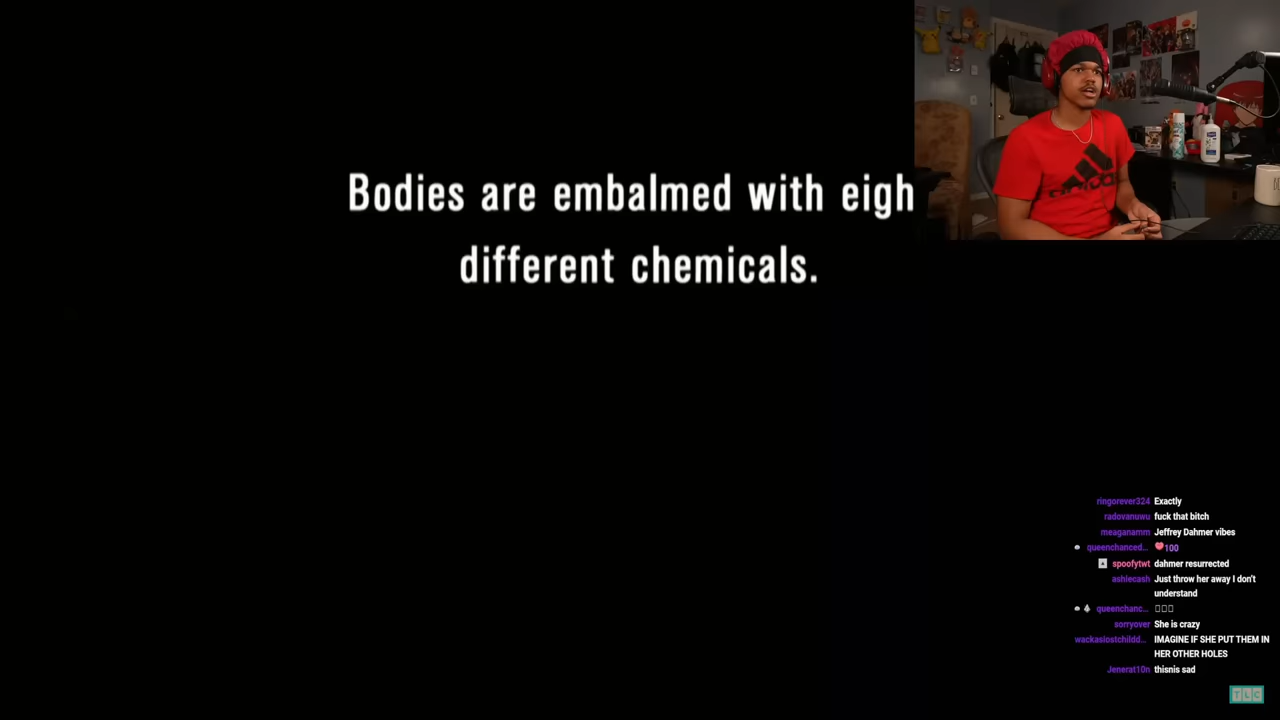 Bodies are embalmed with eigh
different chemicals.
adidas
ringorever324 Exactly
radovanuwu fuck that bitch
meaganamm Jeffrey Dahmer vibes
queenchanced... 100
spoofytwt dahmer resurrected
ashiecash Just throw her away I don't
understand
queenchanc...
sorryover She is crazy
wackasiostchildd... IMAGINE IF SHE PUT THEM IN
HER OTHER HOLES
Jenerat10n thisnis sad
TLC